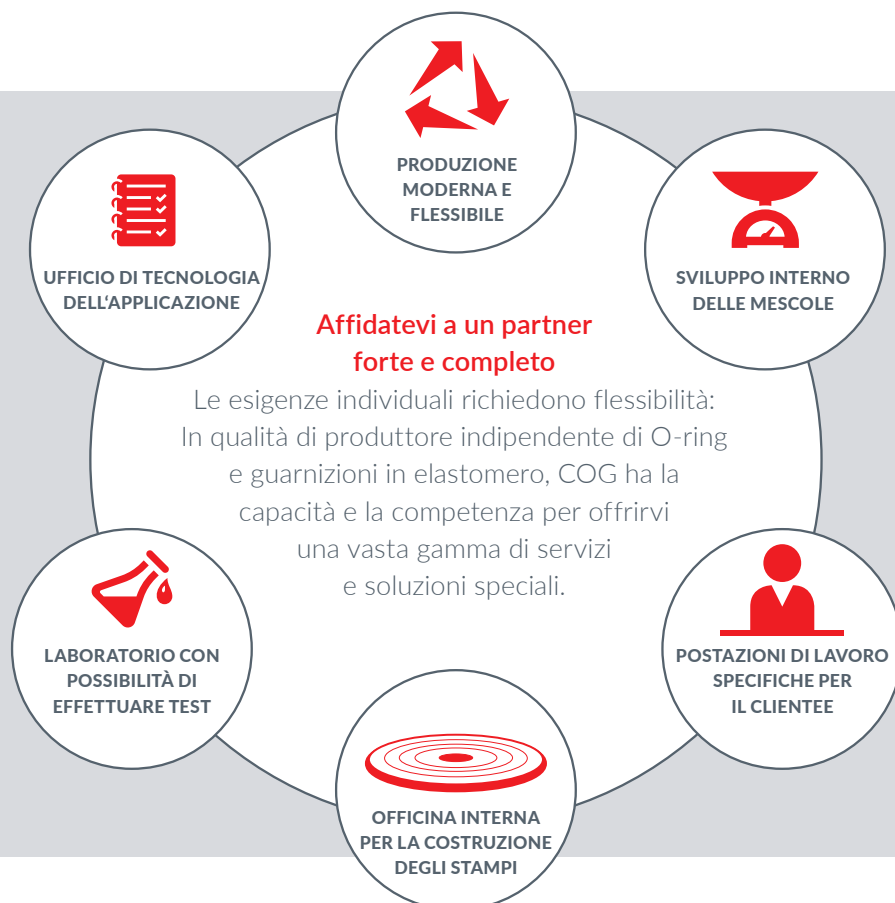 PRODUZIONE
MODERNA E
FLESSIBILE
UFFICIO DI TECNOLOGIA
DELL‘APPLICAZIONE
SVILUPPO INTERNO
DELLE MESCOLE
Affidatevi a un partner
forte e completo
Le esigenze individuali richiedono flessibilità:
In qualità di produttore indipendente di O-ring
e guarnizioni in elastomero, COG ha la
capacità e la competenza per offrirvi
una vasta gamma di servizi
e soluzioni speciali.
LABORATORIO CON
POSSIBILITÀ DI
EFFETTUARE TEST
POSTAZIONI DI LAVORO
SPECIFICHE PER
IL CLIENTEE
OFFICINA INTERNA
PER LA COSTRUZIONE
DEGLI STAMPI